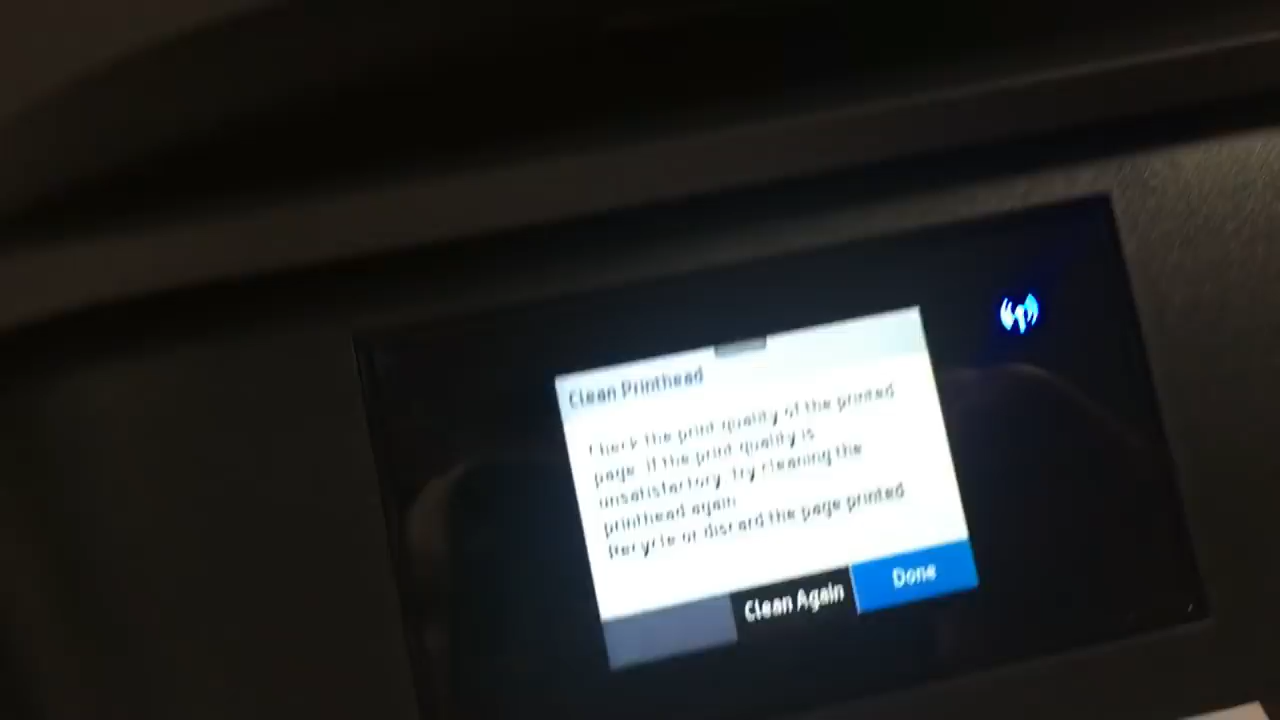 Clean Printhead
Check the print quality of the printed
page. If the print quality is
unsatisfactory, try cleaning the
printhead again.
Recycle or discard the page printed
Clean Again
Done